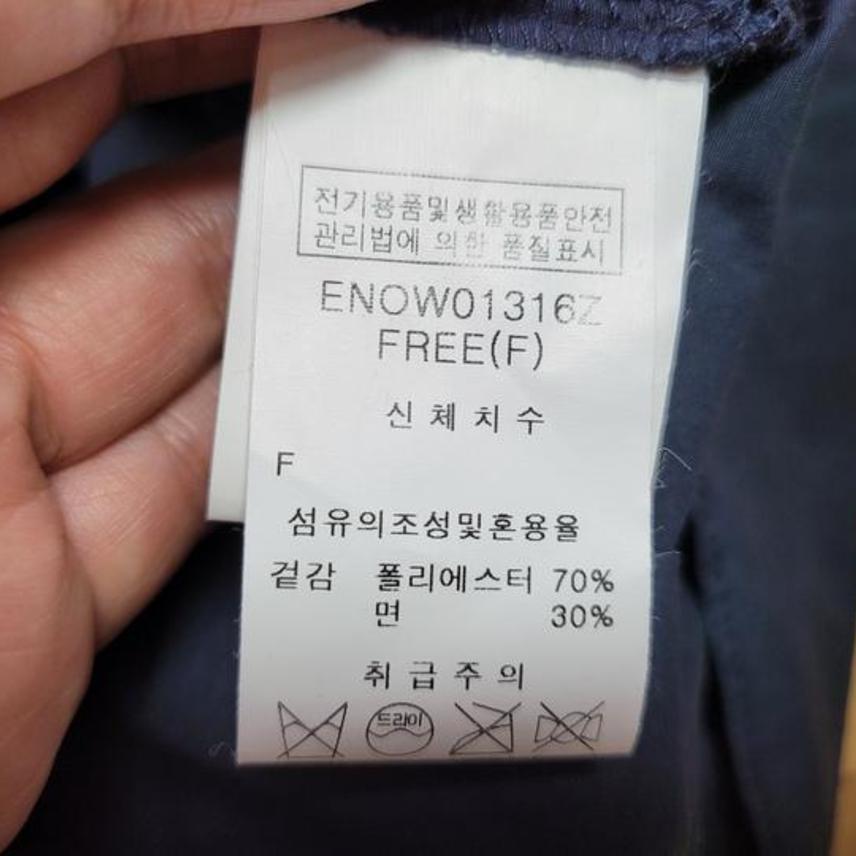 전기용품및생활용품안전
관리법에 의한 품질표시
ENOW01316Z
FREE(F)
신체치수
F
섬유의조성및혼용율
겉감 폴리에스터 70%
면 30%
취급주의
드라이